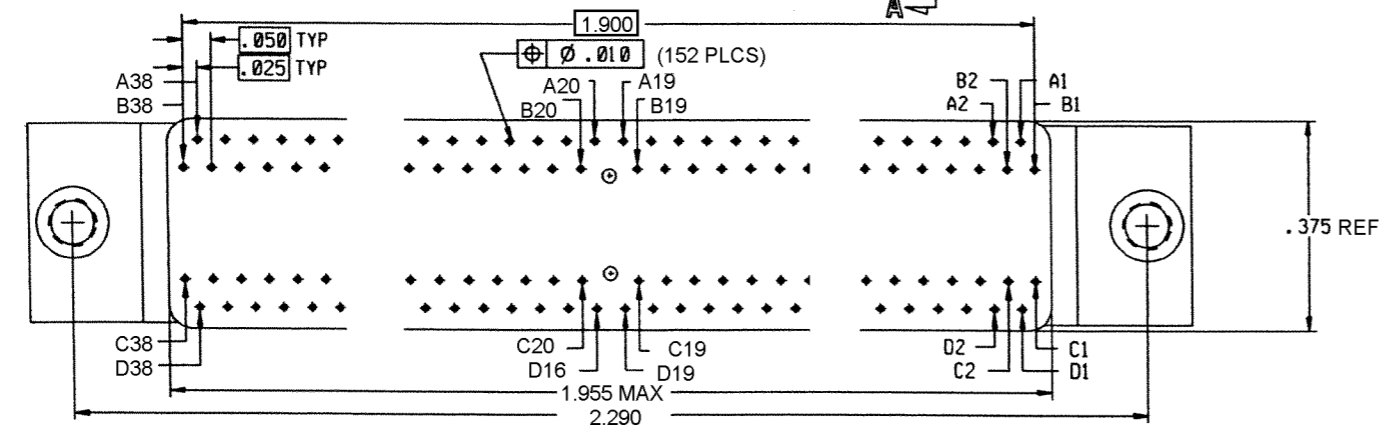 A
1.900
.050 TYP
Ø .010 (152 PLCS)
.025 TYP
A38
B38
A20
A19
B20
B19
B2
A1
A2
B1
.375 REF
C38
D38
C20
C19
D16
D19
D2
C1
C2
D1
1.955 MAX
2.290